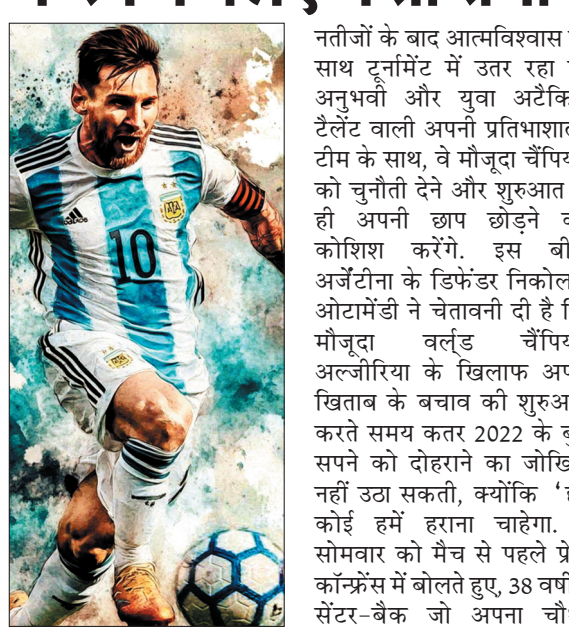 नतीजों के बाद आत्मविश्वास
साथ टूर्नामेंट में उतर रहा
अनुभवी और युवा अटैकि
टैलेंट वाली अपनी प्रतिभाशाल
टीम के साथ, वे मौजूदा चैंपिय
को चुनौती देने और शुरुआत
ही अपनी छाप छोड़ने क
कोशिश करेंगे. इस बी
अर्जेंटीना के डिफेंडर निकोल
ओटामेंडी ने चेतावनी दी है
मौजूदा वर्ल्ड चैंपिय
अल्जीरिया के खिलाफ अप
खिताब के बचाव की शुरुअ
करते समय कतर 2022 के बु
सपने को दोहराने का जोखि
नहीं उठा सकती, क्योंकि ‘ह
कोई हमें हराना चाहेगा.
सोमवार को मैच से पहले प्रे
कॉन्फ्रेंस में बोलते हुए, 38 वर्षी
सेंटर-बैक जो अपना चौ
adidas
AFA
10